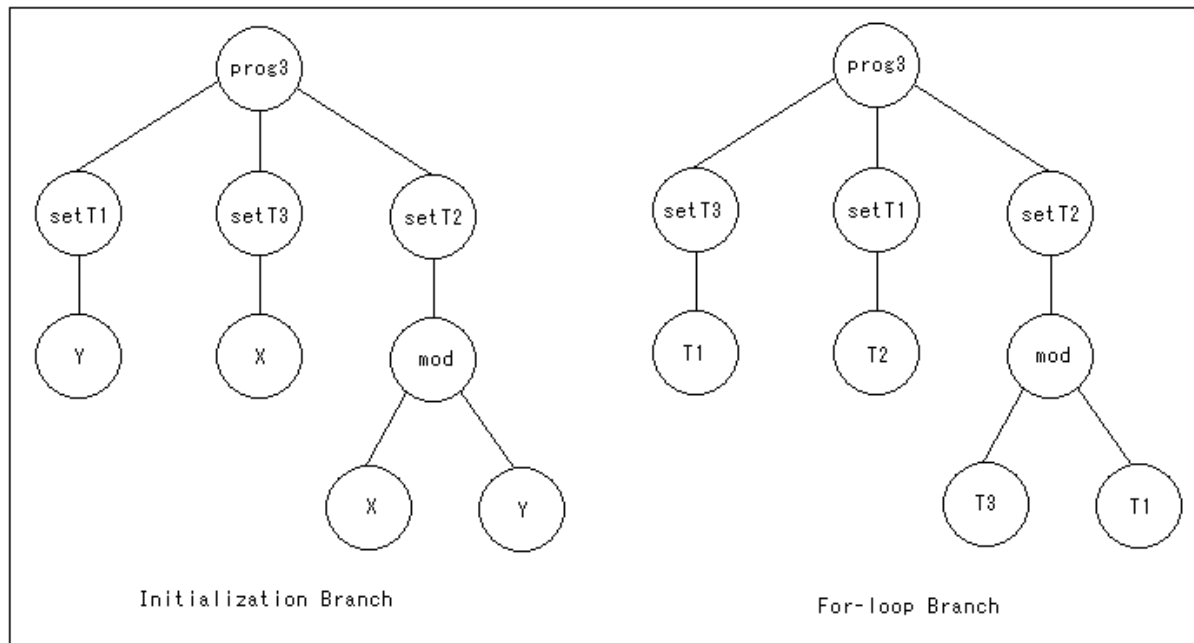 prog3
setT1
setT3
setT2
Y
X
mod
X
Y
Initialization Branch
prog3
setT3
setT1
setT2
T1
T2
mod
T3
T1
For-loop Branch